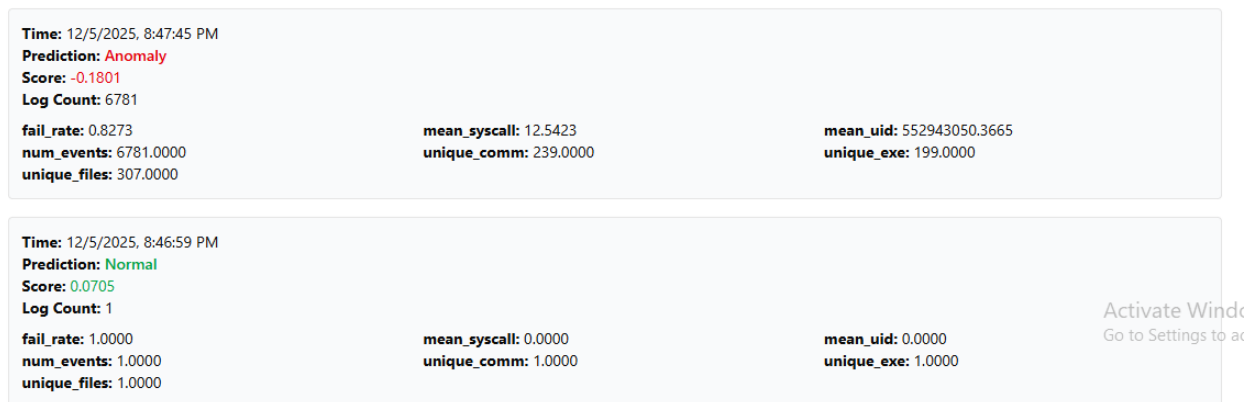 Time: 12/5/2025, 8:47:45 PM
Prediction: Anomaly
Score: -0.1801
Log Count: 6781
fail_rate: 0.8273 mean_syscall: 12.5423 mean_uid: 552943050.3665
num_events: 6781.0000 unique_comm: 239.0000 unique_exe: 199.0000
unique_files: 307.0000
Time: 12/5/2025, 8:46:59 PM
Prediction: Normal
Score: 0.0705
Log Count: 1
fail_rate: 1.0000 mean_syscall: 0.0000 mean_uid: 0.0000
num_events: 1.0000 unique_comm: 1.0000 unique_exe: 1.0000
unique_files: 1.0000
Activate Windo
Go to Settings to ac